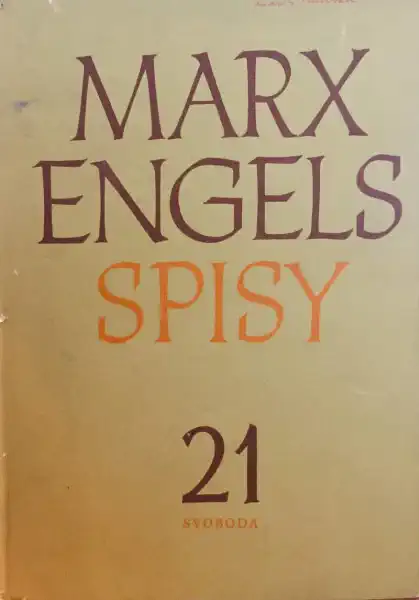 MARX
ENGELS
SPISY
21
SVOBODA